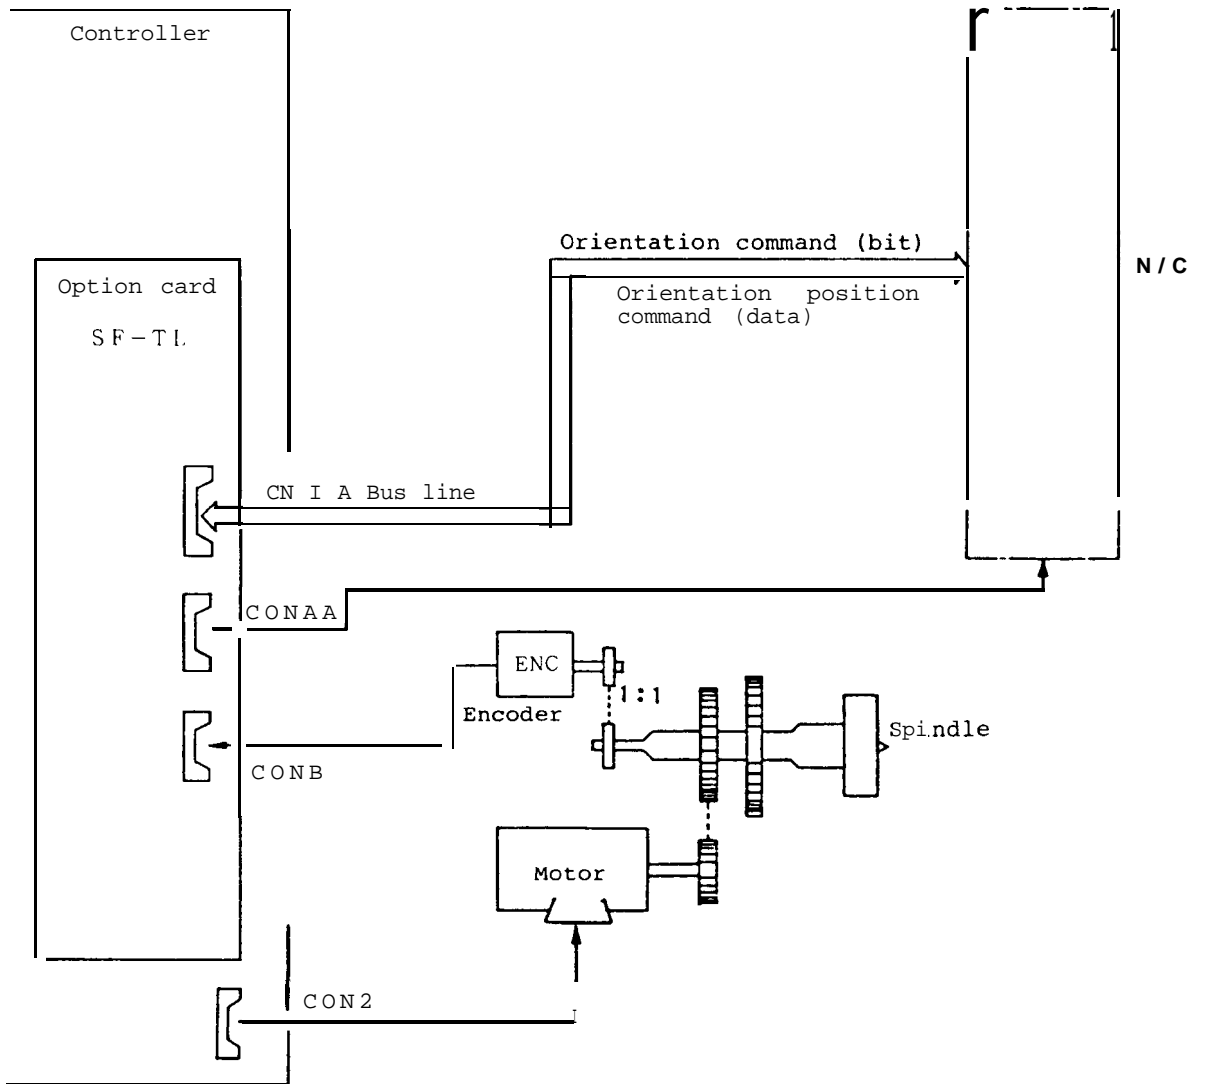 Controller
Orientation command (bit)
N/C
Option card
Orientation position
command (data)
SF-TL
CN I A Bus line
CONAA
ENC
1:1
Encoder
Spindle
CONB
Motor
CON2